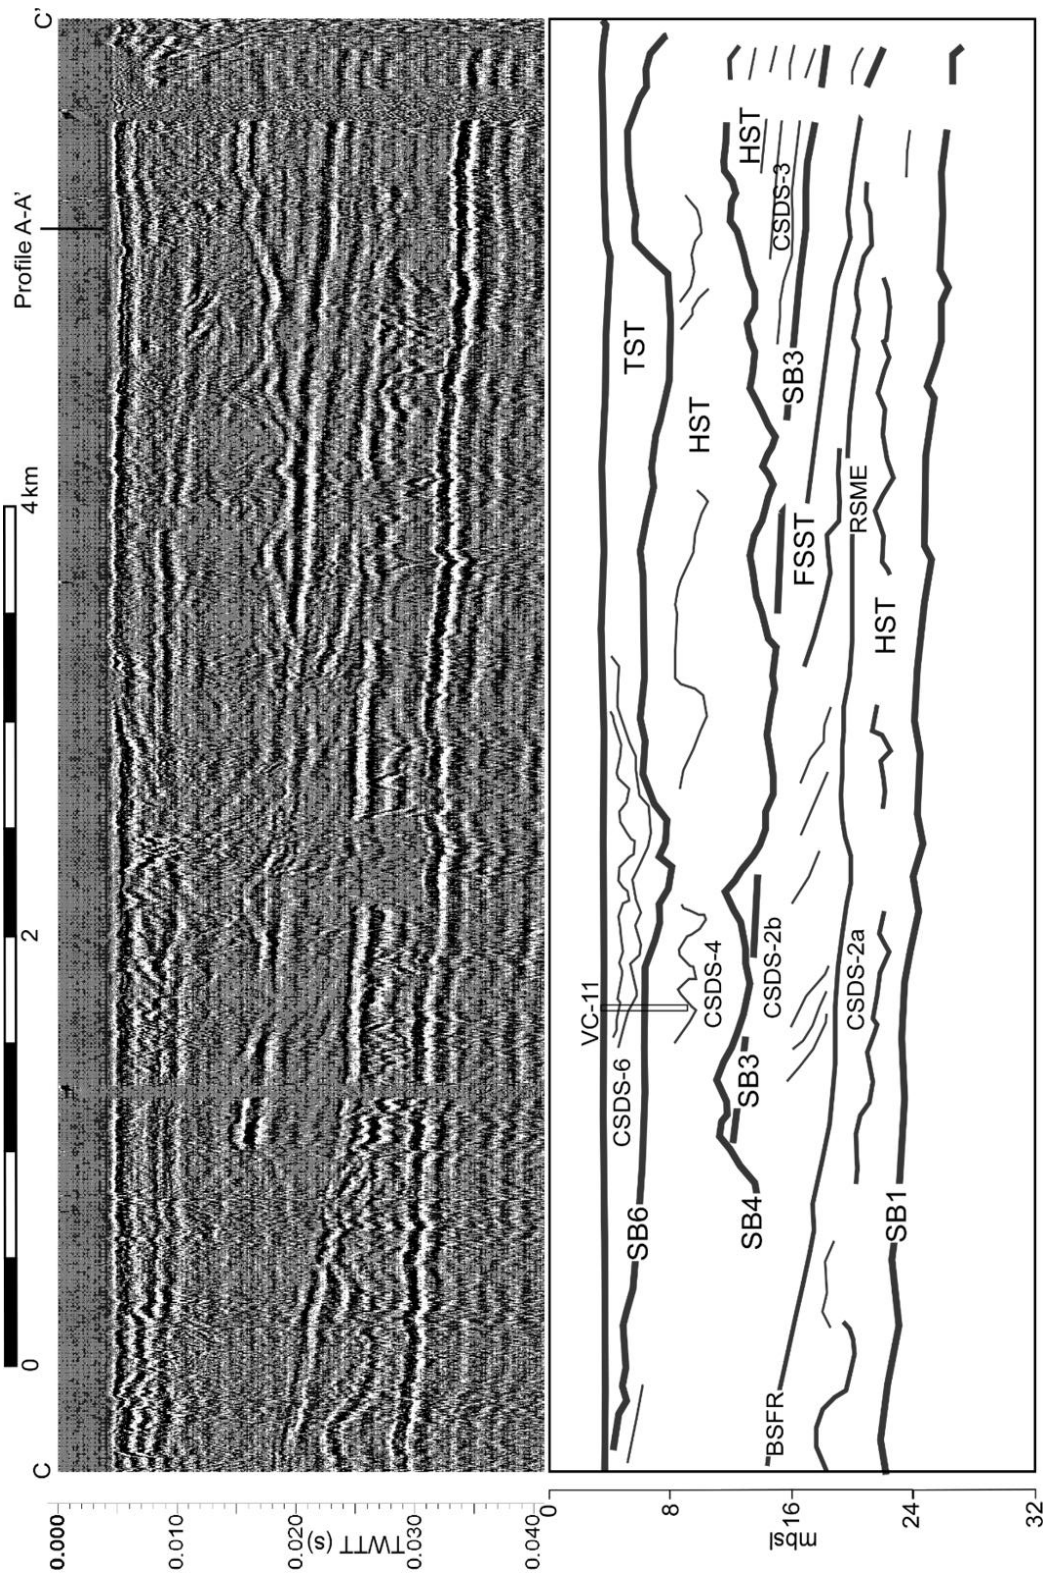 C
C'
Profile A-A'
0
2
4 km
0.000
0.010
0.020
0.030
0.040
TWTT (s)
0
8
16
24
32
mbsl
TST
HST
HST
CSDS-3
SB3
FSST
RSME
HST
VC-11
CSDS-6
CSDS-4
CSDS-2b
CSDS-2a
SB3
SB6
SB4
SB1
BSFR